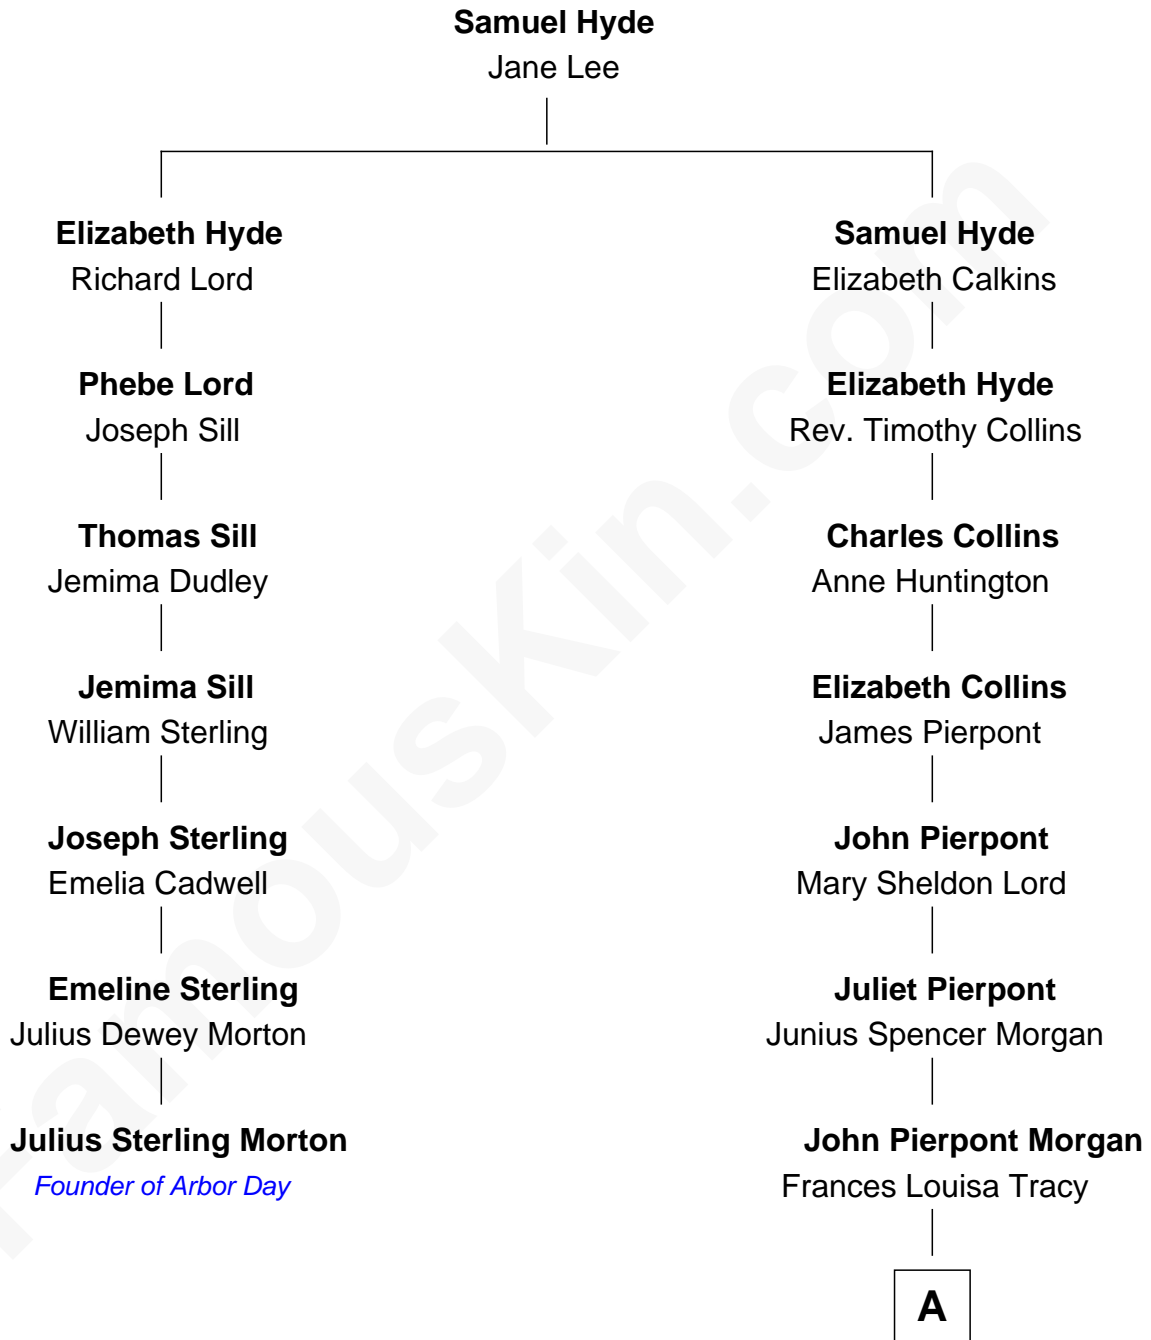 Samuel Hyde
Jane Lee
Elizabeth Hyde
Richard Lord
Phebe Lord
Joseph Sill
Thomas Sill
Jemima Dudley
Jemima Sill
William Sterling
Joseph Sterling
Emelia Cadwell
Emeline Sterling
Julius Dewey Morton
Julius Sterling Morton
Founder of Arbor Day
Samuel Hyde
Elizabeth Calkins
Elizabeth Hyde
Rev. Timothy Collins
Charles Collins
Anne Huntington
Elizabeth Collins
James Pierpont
John Pierpont
Mary Sheldon Lord
Juliet Pierpont
Junius Spencer Morgan
John Pierpont Morgan
Frances Louisa Tracy
A
FamousKin.com